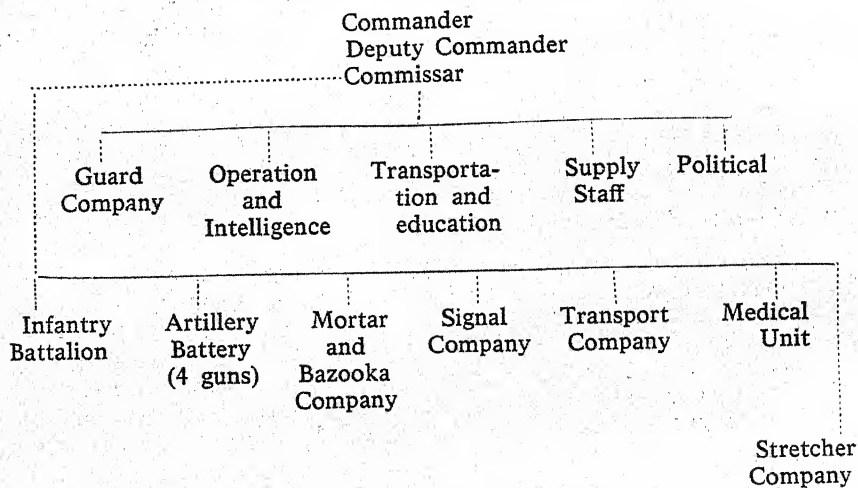 Commander
Deputy Commander
Commissar
Guard
Company
Operation
and
Intelligence
Transporta-
tion and
education
Supply
Staff
Political
Infantry
Battalion
Artillery
Battery
(4 guns)
Mortar
and
Bazooka
Company
Signal
Company
Transport
Company
Medical
Unit
Stretcher
Company